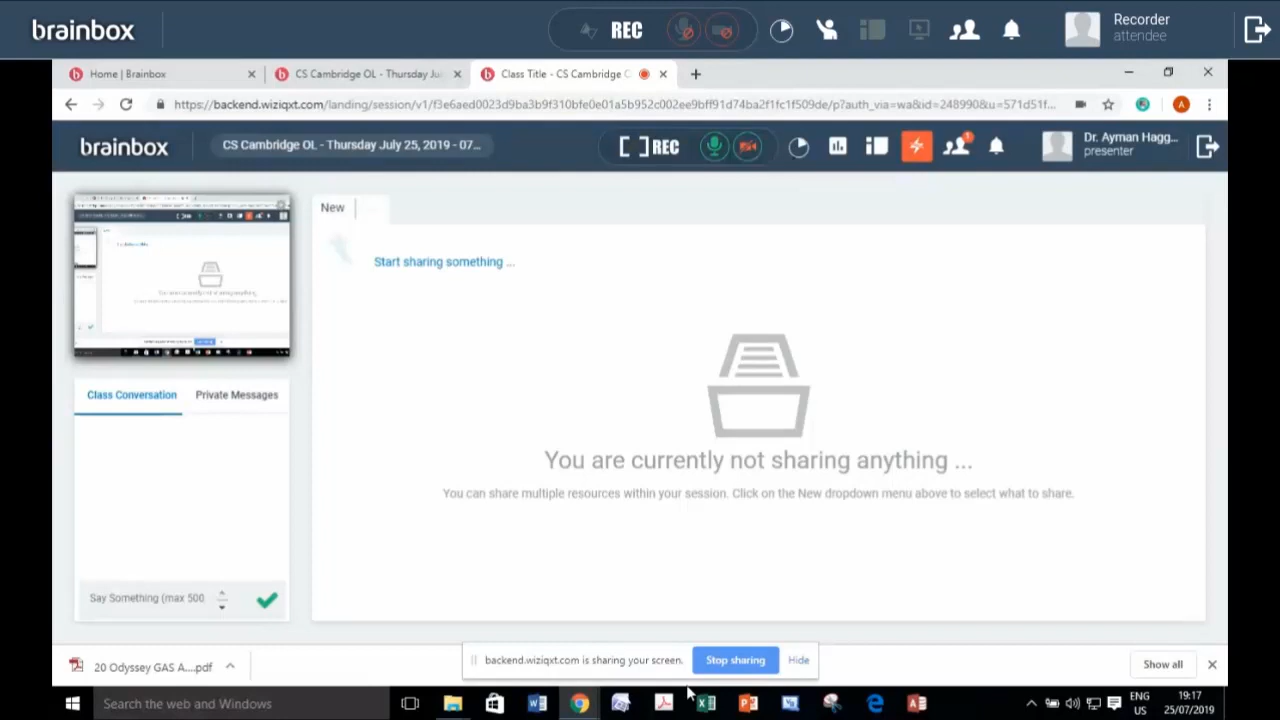 brainbox
REC
Recorder
attendee
Home | Brainbox
CS Cambridge OL - Thursday Ju
Class Title - CS Cambridge C
https://backend.wiziqxt.com/landing/session/v1/f3e6aed0023d9ba3b9f310bfe0e01a5b952c002ee9bff91d74ba2f1fc1f509de/p?auth_via=wa&id=248990&u=571d51f...
A
brainbox
CS Cambridge OL - Thursday July 25, 2019 - 07...
REC
1
Dr. Ayman Hagg...
presenter
New
Start sharing something ...
Class Conversation
Private Messages
You are currently not sharing anything ...
You can share multiple resources within your session. Click on the New dropdown menu above to select what to share.
Say Something (max 500
20 Odyssey GAS A....pdf
backend.wiziqxt.com is sharing your screen.
Stop sharing
Hide
Show all
Search the web and Windows
ENG
US
19:17
25/07/2019